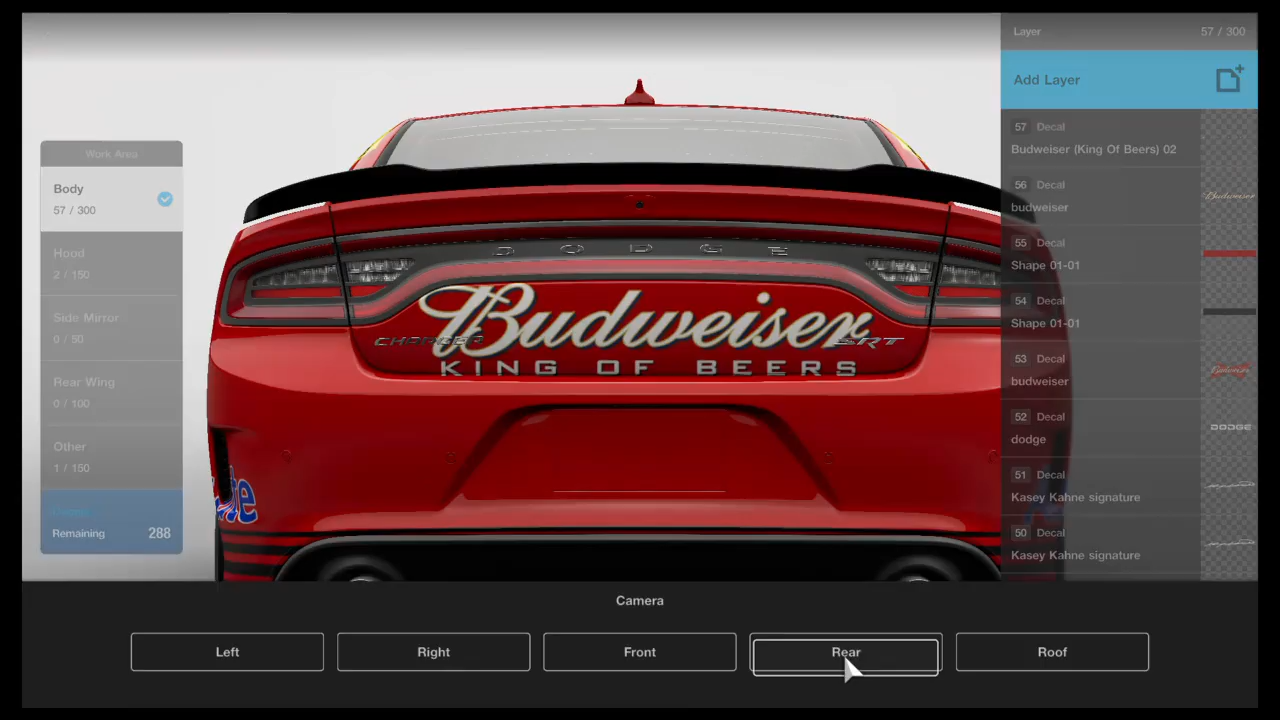 Layer 57 / 300
Add Layer
57 Decal
Budweiser (King Of Beers) 02
56 Decal
budweiser
55 Decal
Shape 01-01
54 Decal
Shape 01-01
53 Decal
budweiser
52 Decal
dodge
51 Decal
Kasey Kahne signature
50 Decal
Kasey Kahne signature
Budweiser
Budweiser
DODGE
Work Area
Body
57 / 300
Hood
2 / 150
Side Mirror
0 / 50
Rear Wing
0 / 100
Other
1 / 150
Remaining 288
DODGE
Budweiser
CHARGER SRT
KING OF BEERS
Camera
Left Right Front Rear Roof